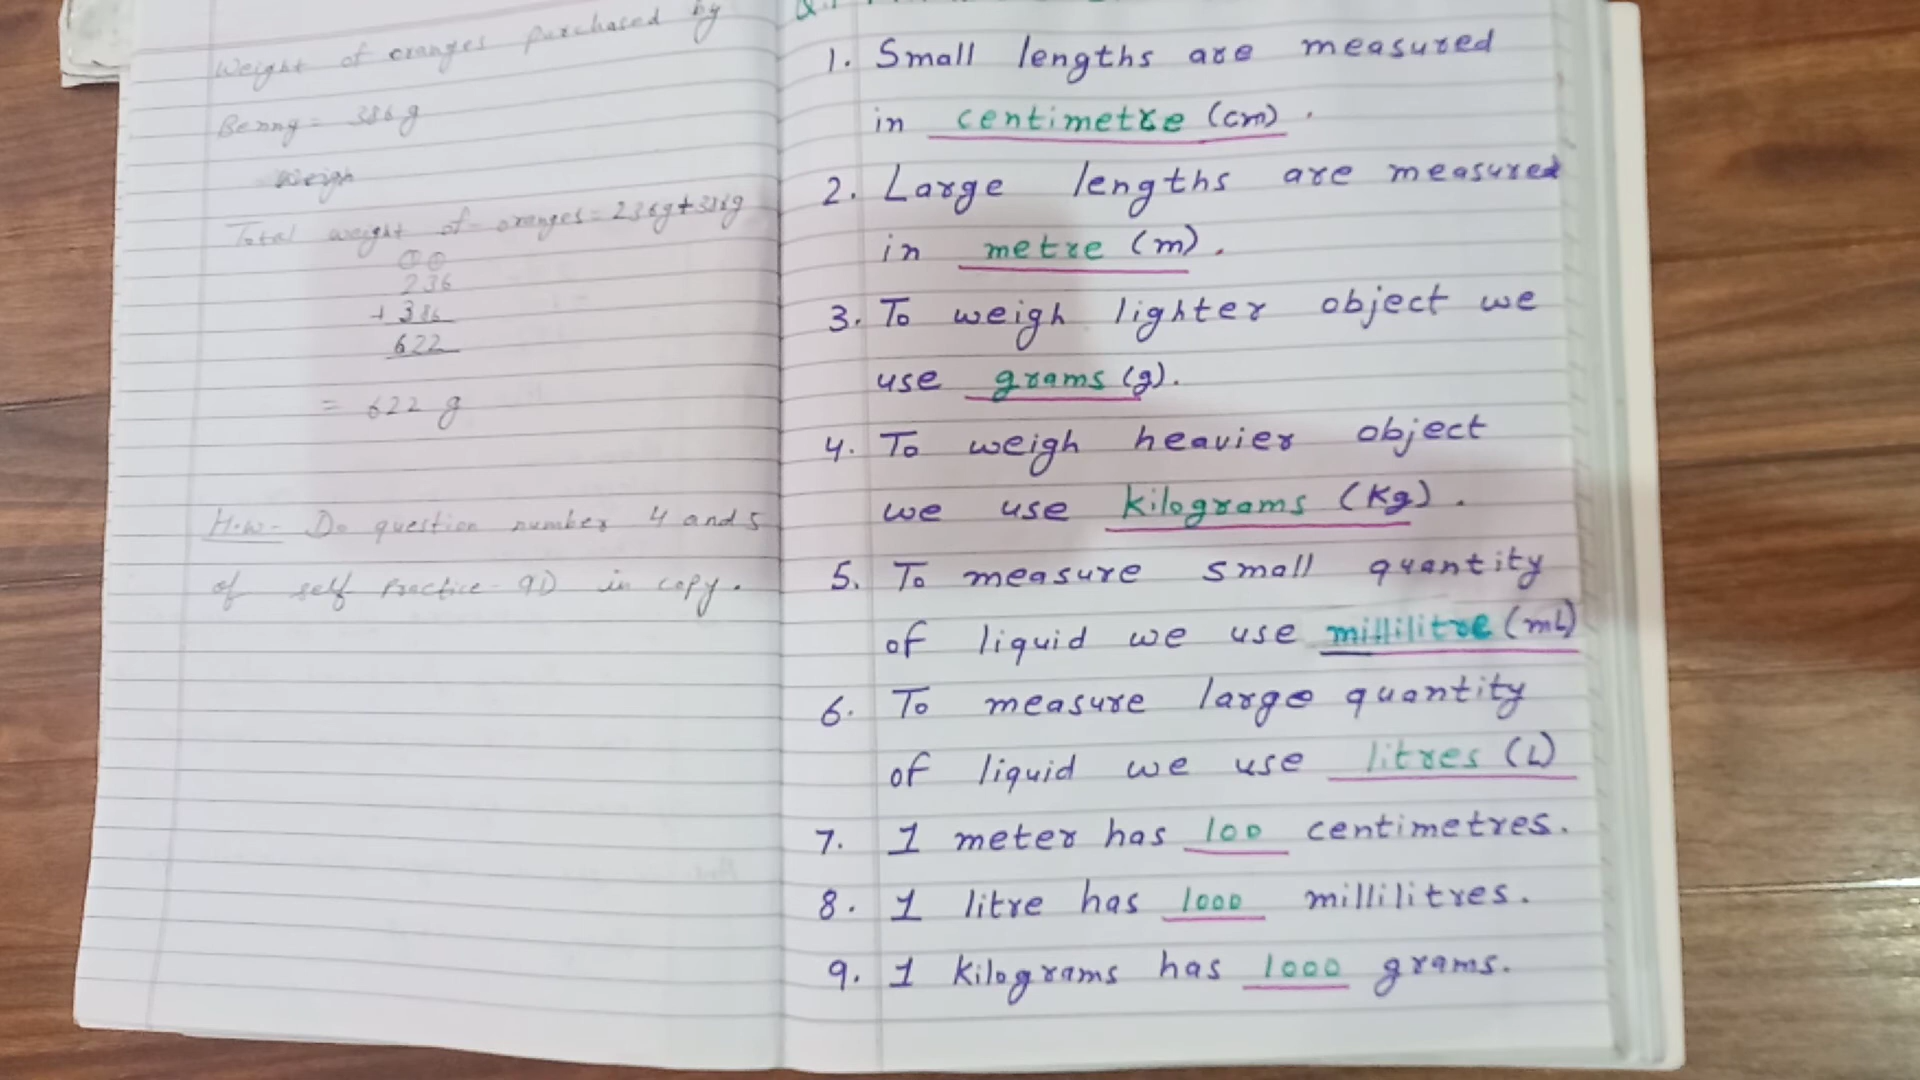 Weight of oranges purchased by
Benny = 386g
Weigh
Total weight of oranges = 236g+386g
① ①
236
+ 386
622
= 622 g
H.W- Do question number 4 and 5
of self Practice- 9D in copy.
1. Small lengths are measured
in centimetre (cm).
2. Large lengths are measured
in metre (m).
3. To weigh lighter object we
use grams (g).
4. To weigh heavier object
we use kilograms (Kg).
5. To measure small quantity
of liquid we use millilitre (mL)
6. To measure large quantity
of liquid we use litres (L)
7. 1 meter has 100 centimetres.
8. 1 litre has 1000 millilitres.
9. 1 kilograms has 1000 grams.